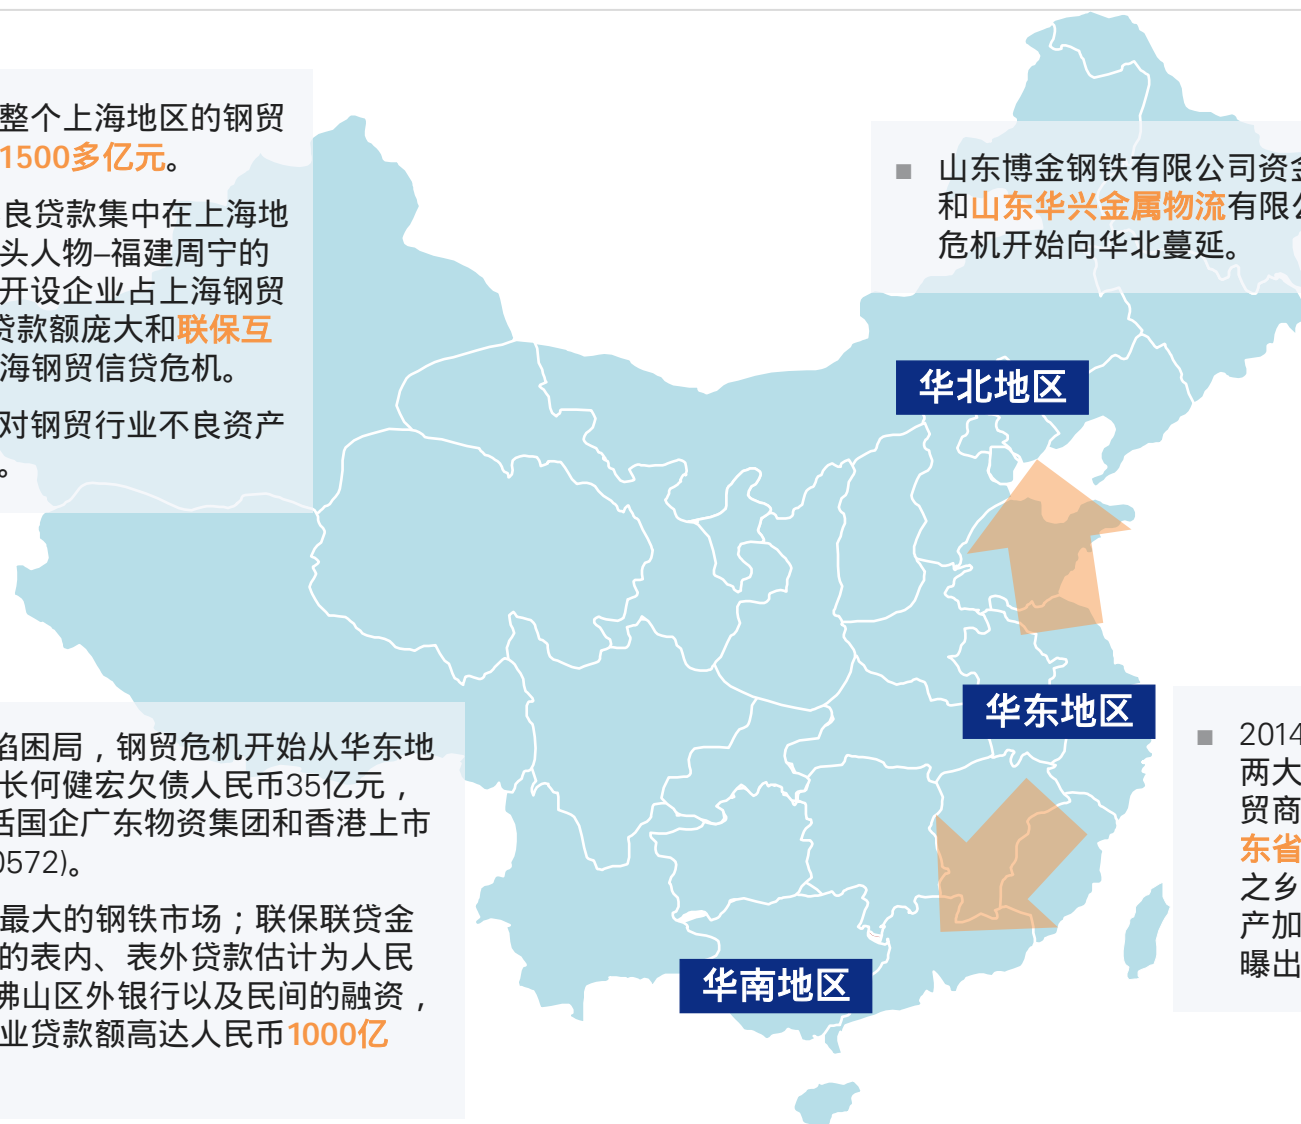 整个上海地区的钢贸
1500多亿元。
良贷款集中在上海地
头人物–福建周宁的
开设企业占上海钢贸
贷款额庞大和联保互
海钢贸信贷危机。
对钢贸行业不良资产
。
■ 山东博金钢铁有限公司资金
和山东华兴金属物流有限公
危机开始向华北蔓延。
华北地区
华东地区
华南地区
陷困局，钢贸危机开始从华东地
长何健宏欠债人民币35亿元，
括国企广东物资集团和香港上市
0572)。
最大的钢铁市场；联保联贷金
的表内、表外贷款估计为人民
佛山区外银行以及民间的融资，
业贷款额高达人民币1000亿
■ 2014
两大
贸商
东省
之乡
产加
曝出